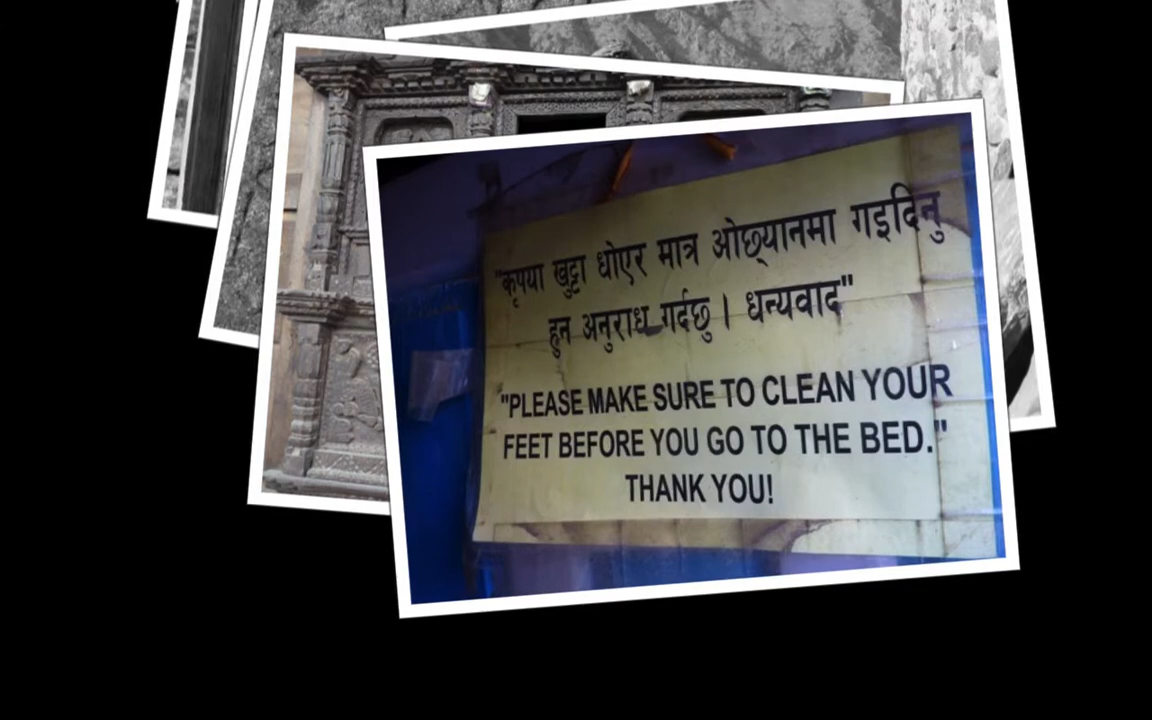 "कृपया खुट्टा धोएर मात्र ओछ्यानमा गइदिनु
हुन अनुराध गर्दछु । धन्यवाद"
"PLEASE MAKE SURE TO CLEAN YOUR
FEET BEFORE YOU GO TO THE BED."
THANK YOU!